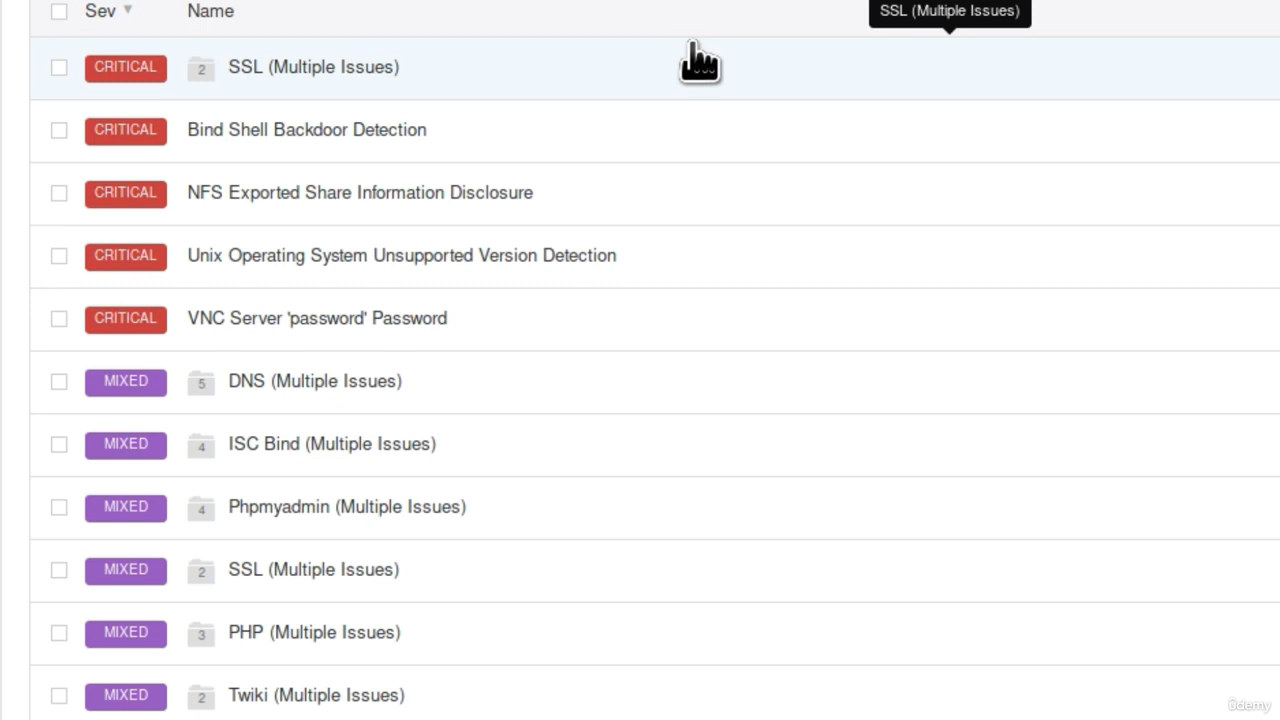 Sev ▼ Name SSL (Multiple Issues)
CRITICAL 2 SSL (Multiple Issues)
CRITICAL Bind Shell Backdoor Detection
CRITICAL NFS Exported Share Information Disclosure
CRITICAL Unix Operating System Unsupported Version Detection
CRITICAL VNC Server 'password' Password
MIXED 5 DNS (Multiple Issues)
MIXED 4 ISC Bind (Multiple Issues)
MIXED 4 Phpmyadmin (Multiple Issues)
MIXED 2 SSL (Multiple Issues)
MIXED 3 PHP (Multiple Issues)
MIXED 2 Twiki (Multiple Issues)
ûdemy